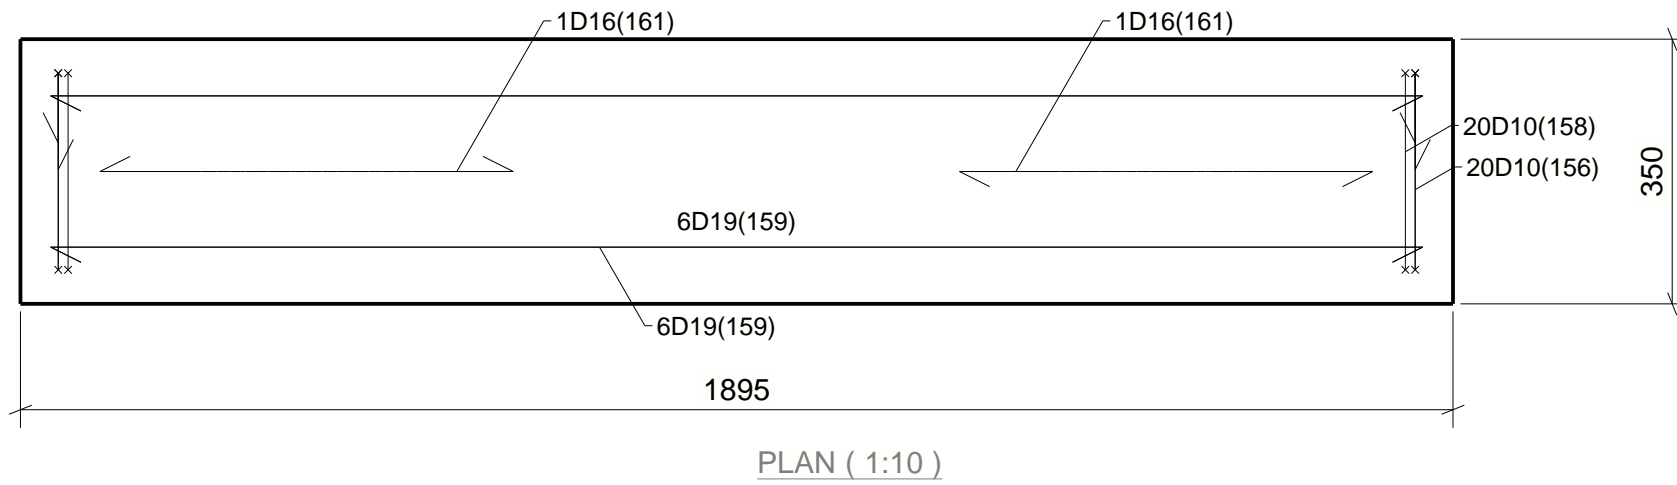 1D16(161)
1D16(161)
20D10(158)
20D10(156)
350
6D19(159)
6D19(159)
1895
PLAN ( 1:10 )